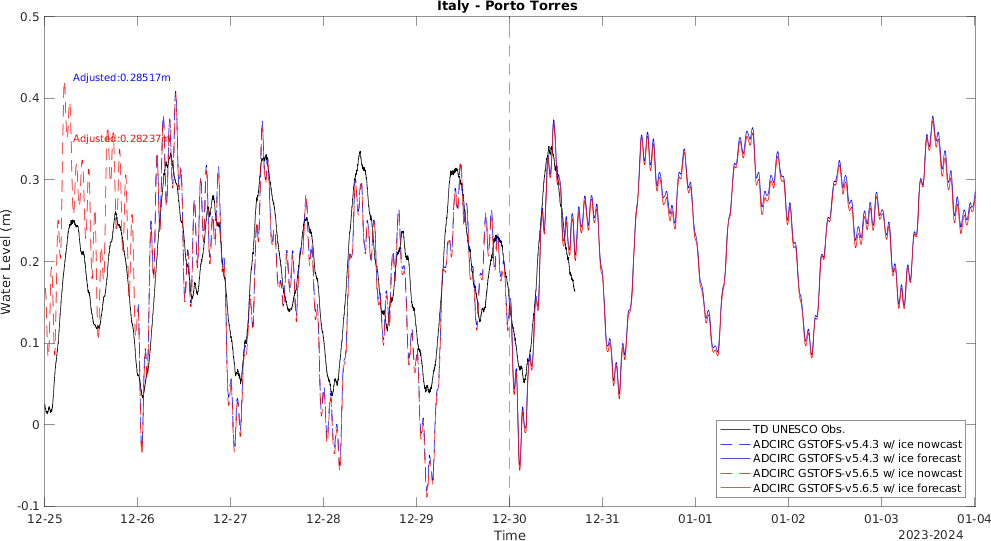 Italy - Porto Torres
0.5
0.4
0.3
0.2
0.1
0
-0.1
Water Level (m)
Adjusted:0.28517m
Adjusted:0.28237m
TD UNESCO Obs.
ADCIRC GSTOFS-v5.4.3 w/ ice nowcast
ADCIRC GSTOFS-v5.4.3 w/ ice forecast
ADCIRC GSTOFS-v5.6.5 w/ ice nowcast
ADCIRC GSTOFS-v5.6.5 w/ ice forecast
12-25 12-26 12-27 12-28 12-29 12-30 12-31 01-01 01-02 01-03 01-04
Time
2023-2024